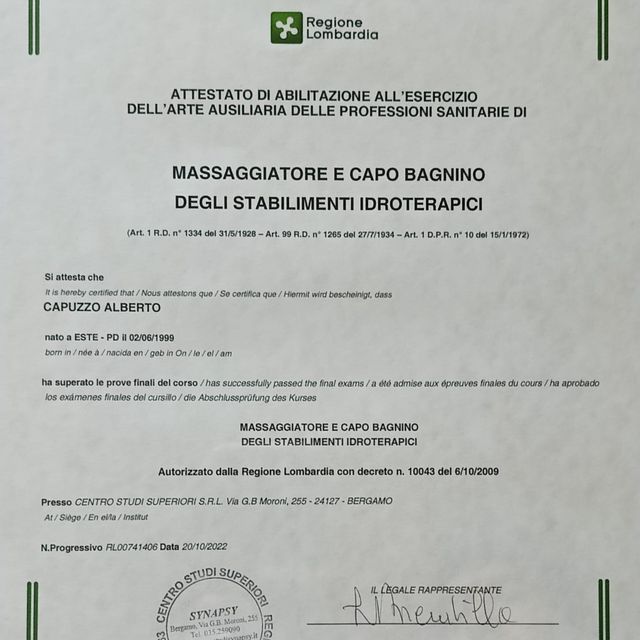 Regione
Lombardia
ATTESTATO DI ABILITAZIONE ALL'ESERCIZIO
DELL'ARTE AUSILIARIA DELLE PROFESSIONI SANITARIE DI
MASSAGGIATORE E CAPO BAGNINO
DEGLI STABILIMENTI IDROTERAPICI
(Art. 1 R.D. n° 1334 del 31/5/1928 – Art. 99 R.D. n° 1265 del 27/7/1934 – Art. 1 D.P.R. n° 10 del 15/1/1972)
Si attesta che
It is hereby certified that / Nous attestons que / Se certifica que / Hiermit wird bescheinigt, dass
CAPUZZO ALBERTO
nato a ESTE - PD il 02/06/1999
born in / née à / nacida en / geb in On / le / el / am
ha superato le prove finali del corso / has successfully passed the final exams / a été admise aux épreuves finales du cours / ha aprobado
los exámenes finales del cursillo / die Abschlussprüfung des Kurses
MASSAGGIATORE E CAPO BAGNINO
DEGLI STABILIMENTI IDROTERAPICI
Autorizzato dalla Regione Lombardia con decreto n. 10043 del 6/10/2009
Presso CENTRO STUDI SUPERIORI S.R.L. Via G.B Moroni, 255 - 24127 - BERGAMO
At / Siège / En el/la / Institut
N.Progressivo RL00741406 Data 20/10/2022
CENTRO STUDI SUPERIORI
SYNAPSY
Bergamo, Via G.B. Moroni, 255
Tel 035.259090
IL LEGALE RAPPRESENTANTE